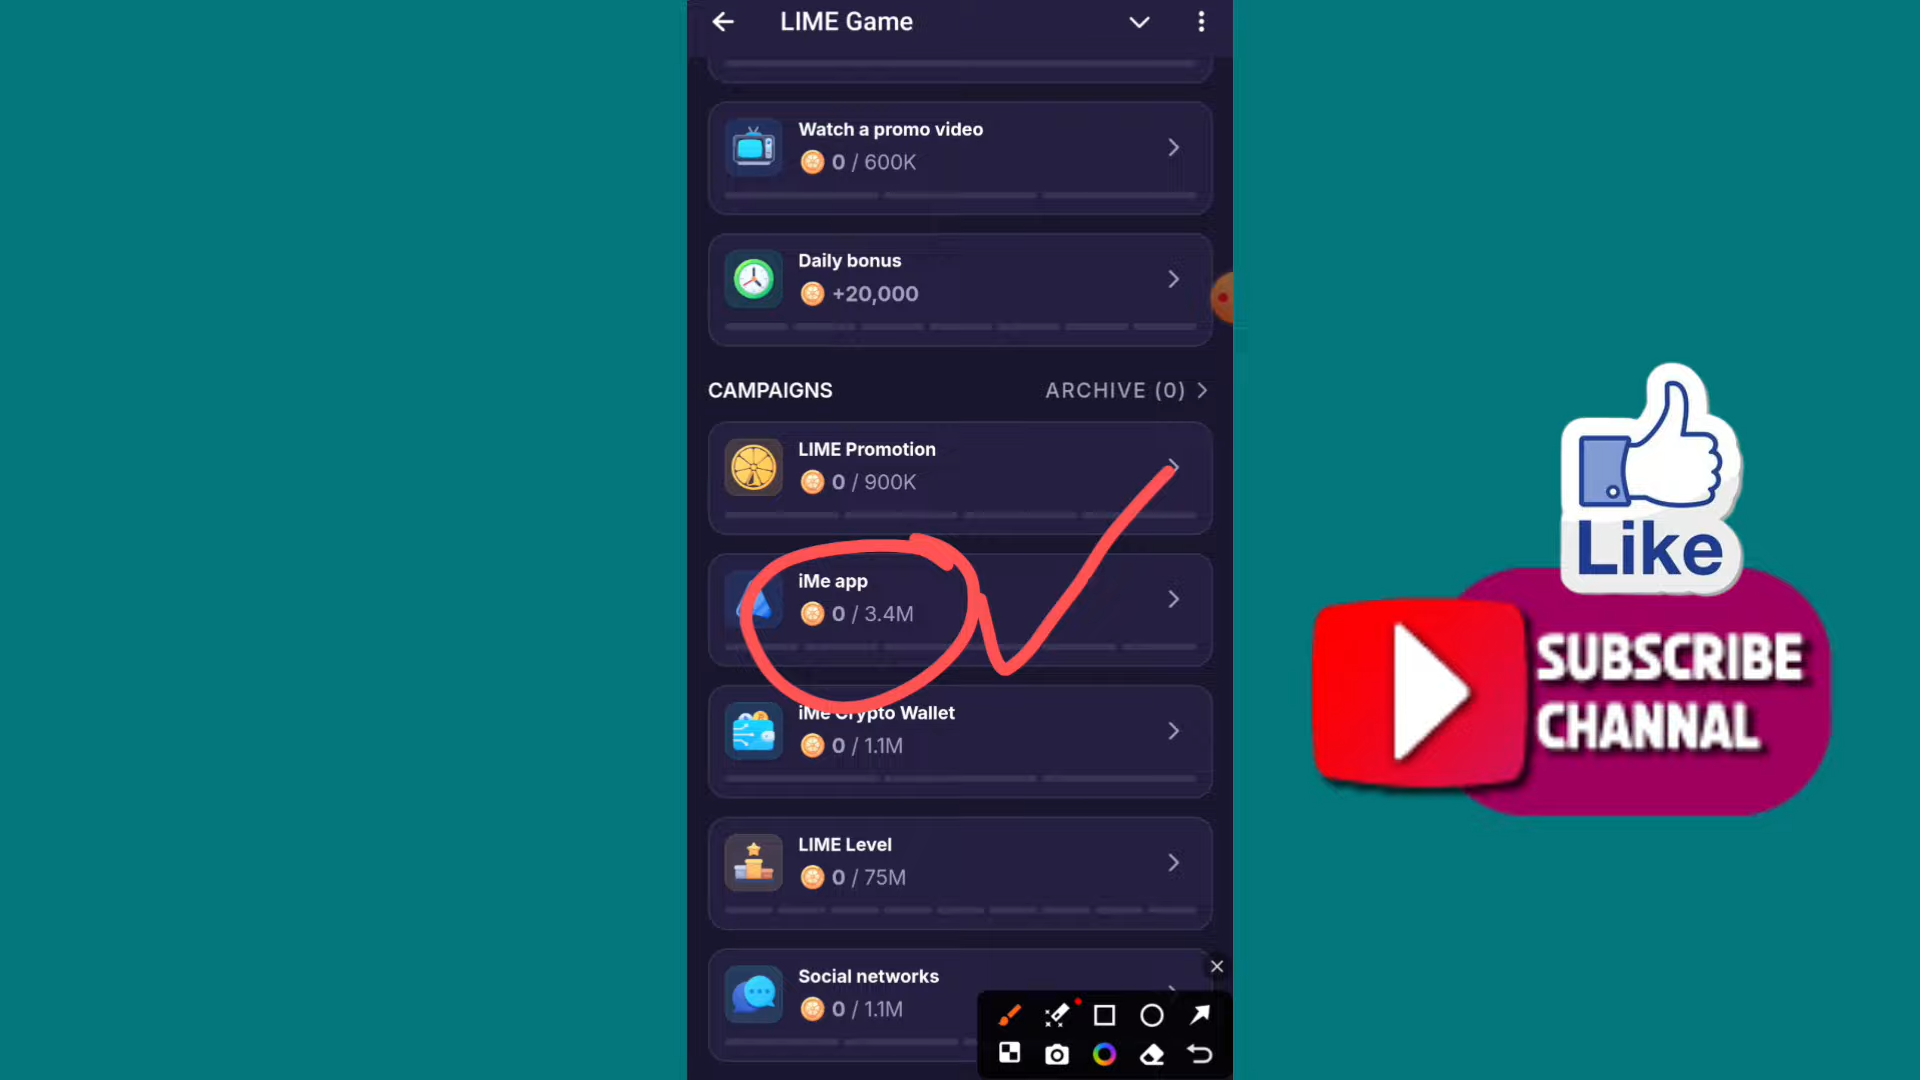 LIME Game
Watch a promo video
0 / 600K
Daily bonus
+20,000
CAMPAIGNS
ARCHIVE (0)
LIME Promotion
0 / 900K
iMe app
0 / 3.4M
iMe Crypto Wallet
0 / 1.1M
LIME Level
0 / 75M
Social networks
0 / 1.1M
Like
SUBSCRIBE
CHANNAL